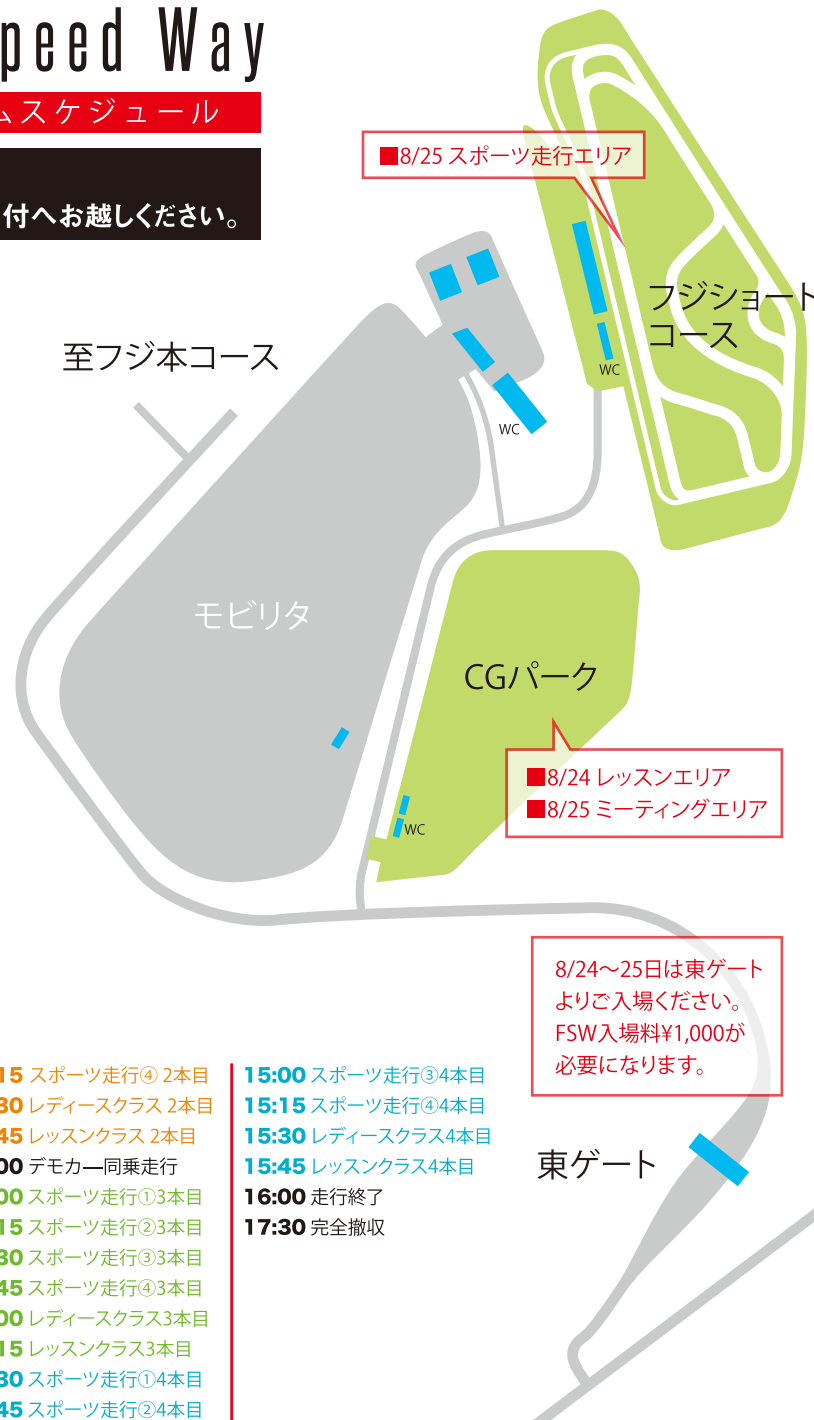 peed Way
ムスケジュール
付へお越しください。
■8/25 スポーツ走行エリア
フジショート
コース
WC
至フジ本コース
WC
モビリタ
CGパーク
■8/24 レッスンエリア
■8/25 ミーティングエリア
WC
8/24～25日は東ゲート
よりご入場ください。
FSW入場料¥1,000が
必要になります。
東ゲート
15 スポーツ走行④ 2本目
30 レディースクラス 2本目
45 レッスンクラス 2本目
00 デモカー同乗走行
00 スポーツ走行①3本目
15 スポーツ走行②3本目
30 スポーツ走行③3本目
45 スポーツ走行④3本目
00 レディースクラス3本目
15 レッスンクラス3本目
30 スポーツ走行①4本目
45 スポーツ走行②4本目
15:00 スポーツ走行③4本目
15:15 スポーツ走行④4本目
15:30 レディースクラス4本目
15:45 レッスンクラス4本目
16:00 走行終了
17:30 完全撤収